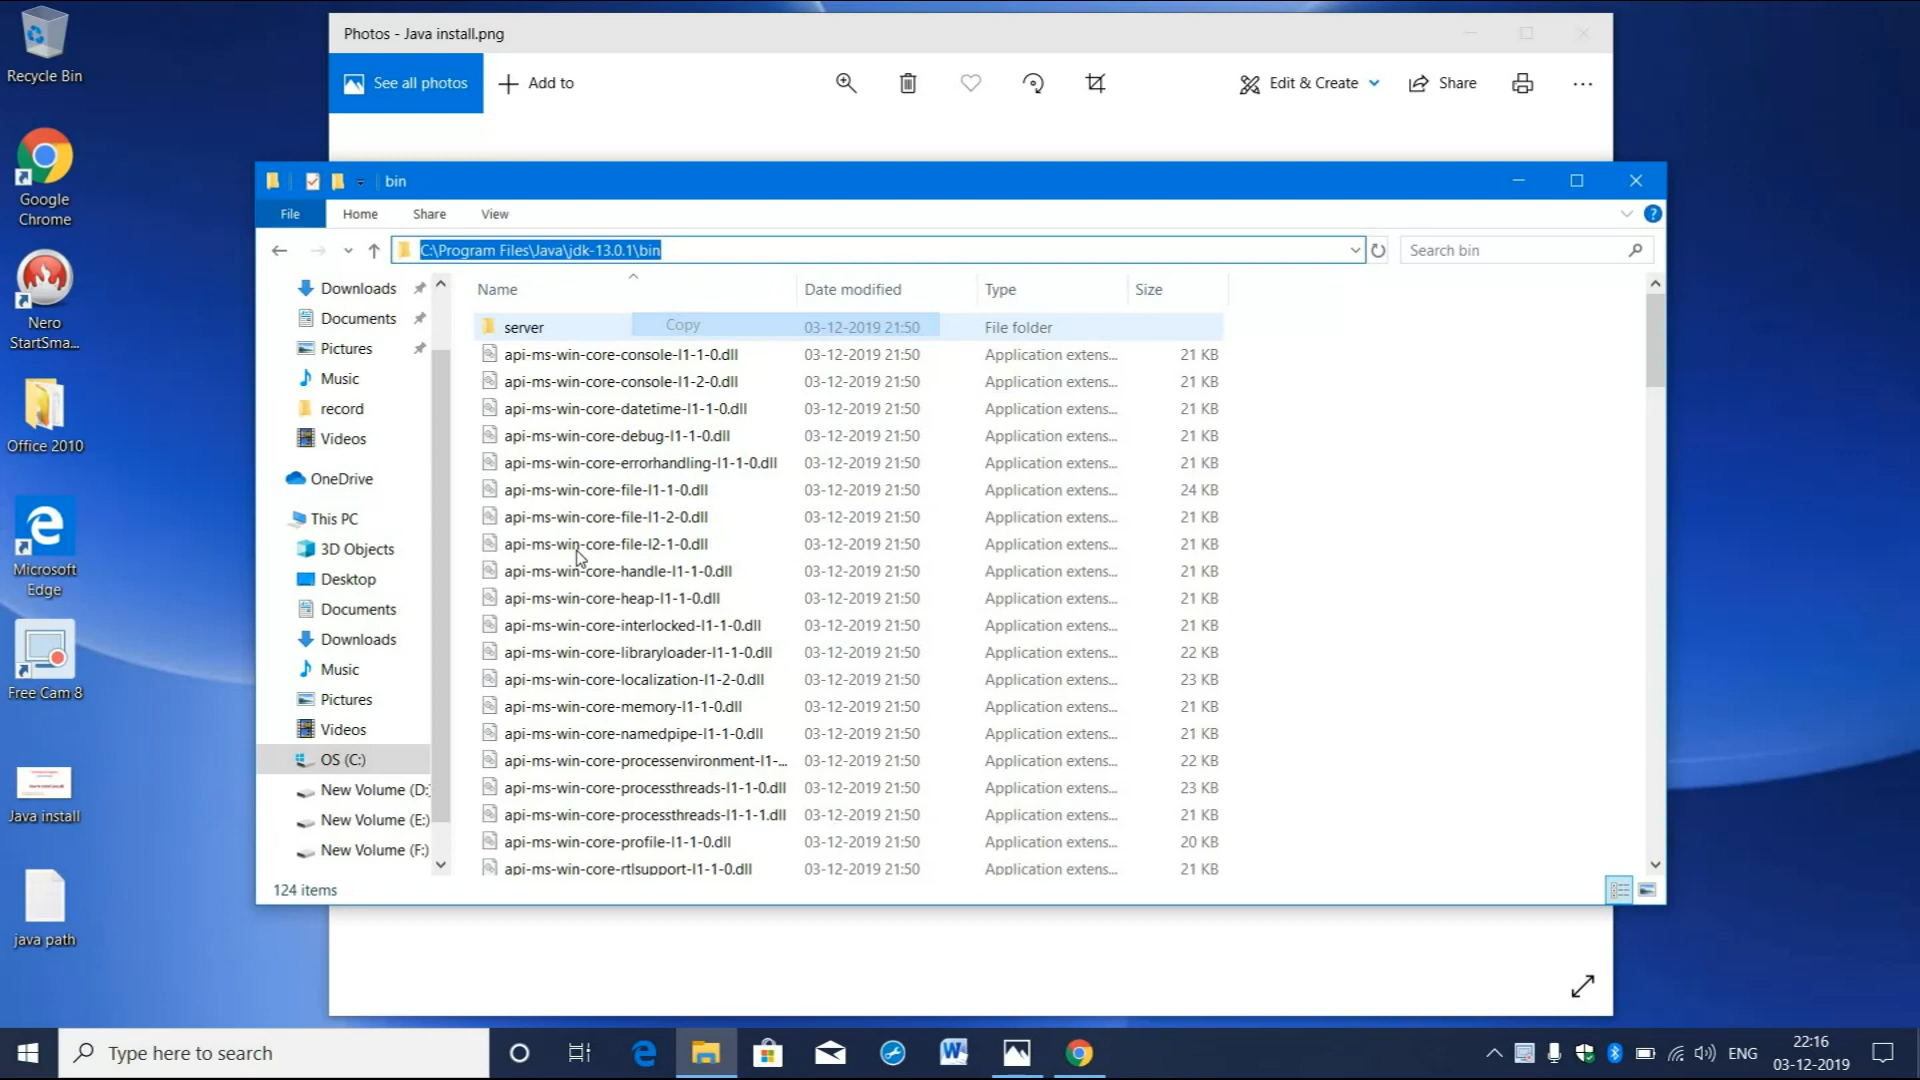 Recycle Bin
Google
Chrome
Nero
StartSma...
Office 2010
Microsoft
Edge
Free Cam 8
Java install
java path
Photos - Java install.png
See all photos
Add to
Edit & Create
Share
bin
File
Home
Share
View
C:\Program Files\Java\jdk-13.0.1\bin
Search bin
Downloads
Documents
Pictures
Music
record
Videos
OneDrive
This PC
3D Objects
Desktop
Documents
Downloads
Music
Pictures
Videos
OS (C:)
New Volume (D:)
New Volume (E:)
New Volume (F:)
Name Date modified Type Size
server Copy 03-12-2019 21:50 File folder
api-ms-win-core-console-l1-1-0.dll 03-12-2019 21:50 Application extens... 21 KB
api-ms-win-core-console-l1-2-0.dll 03-12-2019 21:50 Application extens... 21 KB
api-ms-win-core-datetime-l1-1-0.dll 03-12-2019 21:50 Application extens... 21 KB
api-ms-win-core-debug-l1-1-0.dll 03-12-2019 21:50 Application extens... 21 KB
api-ms-win-core-errorhandling-l1-1-0.dll 03-12-2019 21:50 Application extens... 21 KB
api-ms-win-core-file-l1-1-0.dll 03-12-2019 21:50 Application extens... 24 KB
api-ms-win-core-file-l1-2-0.dll 03-12-2019 21:50 Application extens... 21 KB
api-ms-win-core-file-l2-1-0.dll 03-12-2019 21:50 Application extens... 21 KB
api-ms-win-core-handle-l1-1-0.dll 03-12-2019 21:50 Application extens... 21 KB
api-ms-win-core-heap-l1-1-0.dll 03-12-2019 21:50 Application extens... 21 KB
api-ms-win-core-interlocked-l1-1-0.dll 03-12-2019 21:50 Application extens... 21 KB
api-ms-win-core-libraryloader-l1-1-0.dll 03-12-2019 21:50 Application extens... 22 KB
api-ms-win-core-localization-l1-2-0.dll 03-12-2019 21:50 Application extens... 23 KB
api-ms-win-core-memory-l1-1-0.dll 03-12-2019 21:50 Application extens... 21 KB
api-ms-win-core-namedpipe-l1-1-0.dll 03-12-2019 21:50 Application extens... 21 KB
api-ms-win-core-processenvironment-l1-... 03-12-2019 21:50 Application extens... 22 KB
api-ms-win-core-processthreads-l1-1-0.dll 03-12-2019 21:50 Application extens... 23 KB
api-ms-win-core-processthreads-l1-1-1.dll 03-12-2019 21:50 Application extens... 21 KB
api-ms-win-core-profile-l1-1-0.dll 03-12-2019 21:50 Application extens... 20 KB
api-ms-win-core-rtlsupport-l1-1-0.dll 03-12-2019 21:50 Application extens... 21 KB
124 items
Type here to search
ENG
22:16
03-12-2019